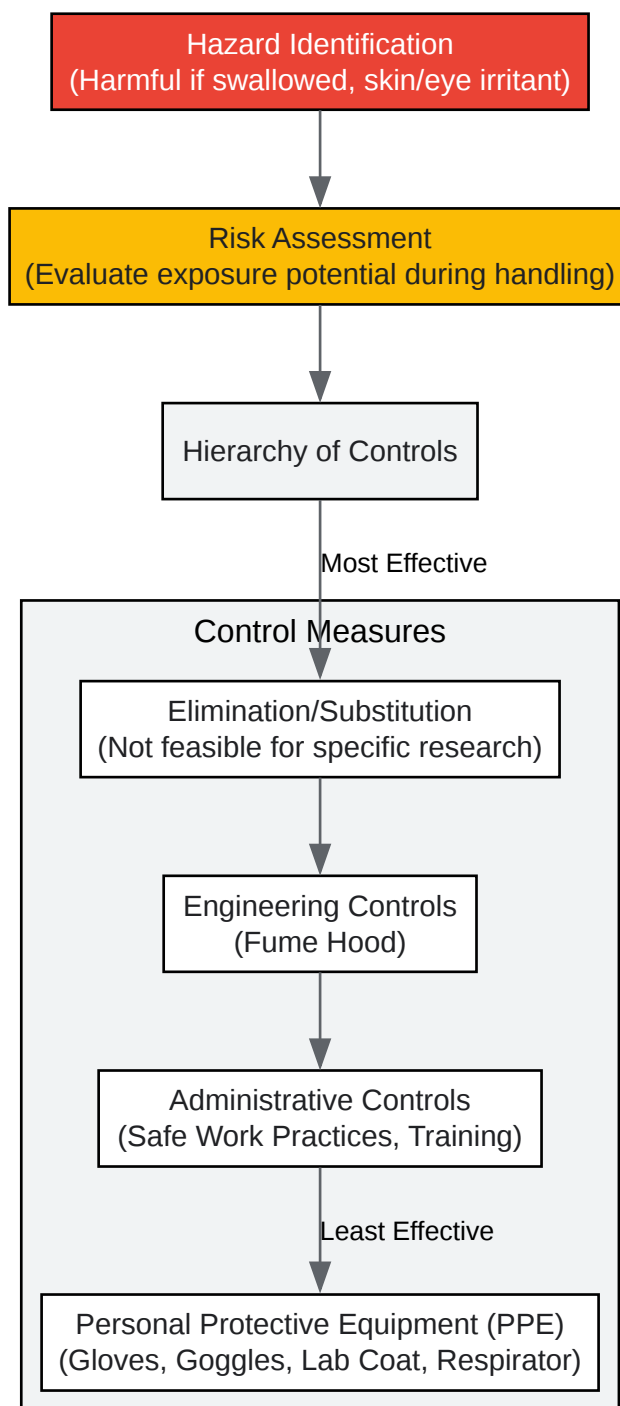 Hazard Identification
(Harmful if swallowed, skin/eye irritant)
Risk Assessment
(Evaluate exposure potential during handling)
Hierarchy of Controls
Most Effective
Control Measures
Elimination/Substitution
(Not feasible for specific research)
Engineering Controls
(Fume Hood)
Administrative Controls
(Safe Work Practices, Training)
Least Effective
Personal Protective Equipment (PPE)
(Gloves, Goggles, Lab Coat, Respirator)